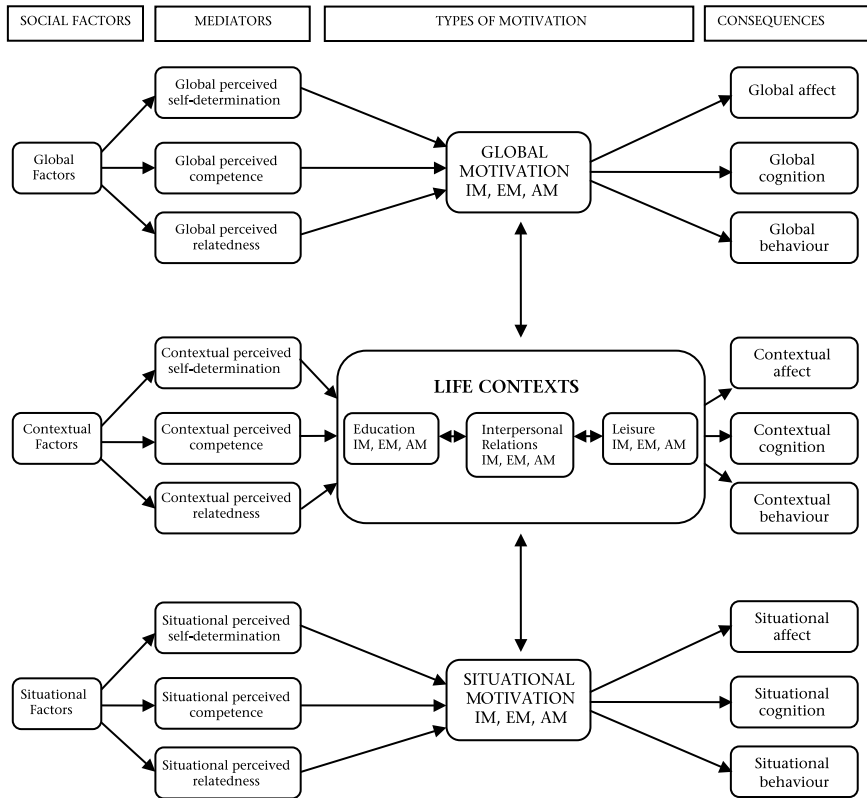 SOCIAL FACTORS
MEDIATORS
TYPES OF MOTIVATION
CONSEQUENCES
Global
Factors
Global perceived
self-determination
Global perceived
competence
Global perceived
relatedness
GLOBAL
MOTIVATION
IM, EM, AM
Global affect
Global
cognition
Global
behaviour
Contextual
Factors
Contextual perceived
self-determination
Contextual perceived
competence
Contextual perceived
relatedness
LIFE CONTEXTS
Education
IM, EM, AM
Interpersonal
Relations
IM, EM, AM
Leisure
IM, EM, AM
Contextual
affect
Contextual
cognition
Contextual
behaviour
Situational
Factors
Situational perceived
self-determination
Situational perceived
competence
Situational perceived
relatedness
SITUATIONAL
MOTIVATION
IM, EM, AM
Situational
affect
Situational
cognition
Situational
behaviour